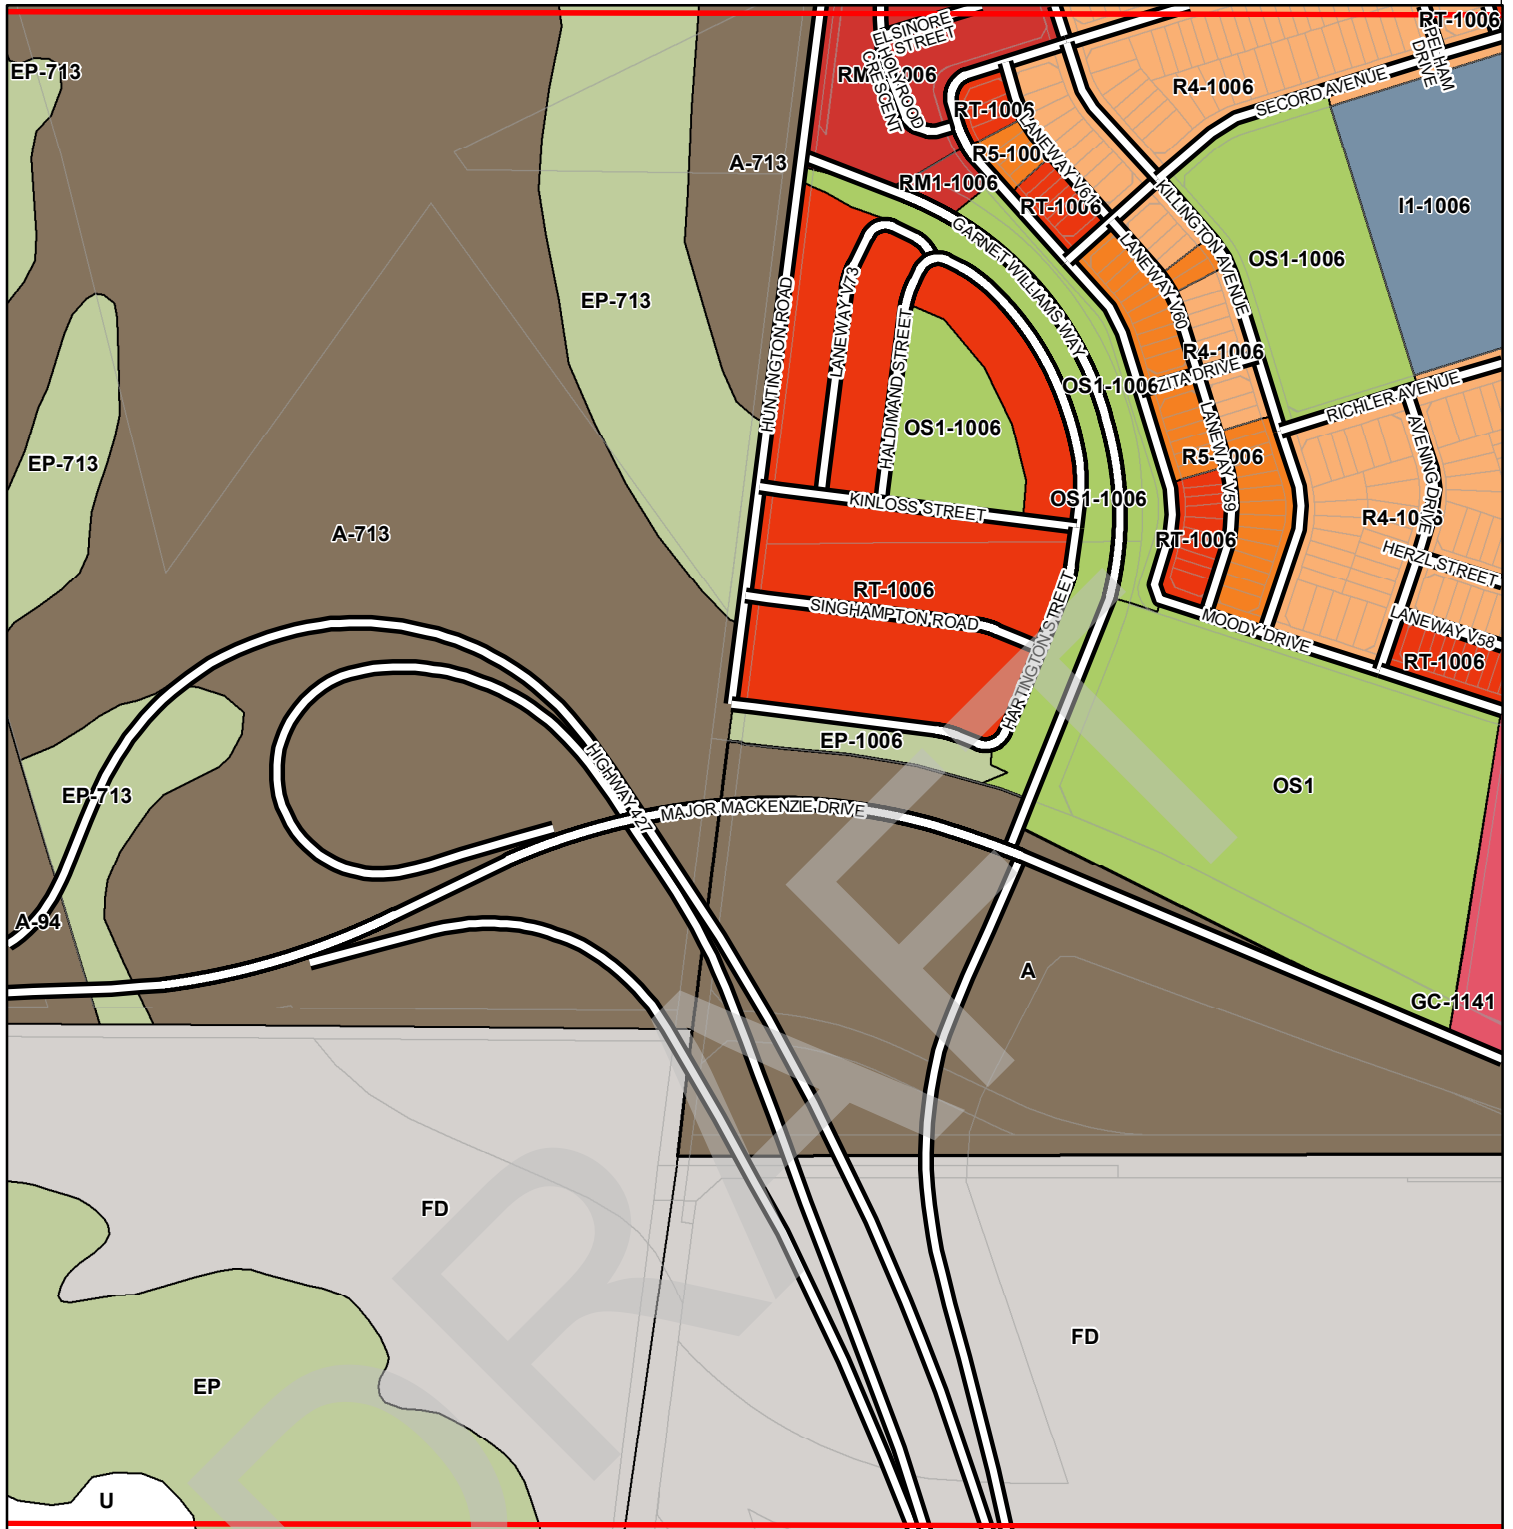 RT-1006
ELSINORE
STREET
PELHAM
DRIVE
EP-713
HOLYROOD
CRESCENT
R4-1006
SECOND AVENUE
RT-1006
LANEWAY V61
R5-1006
A-713
RM1-1006
RT-1006
KILLINGTON AVENUE
I1-1006
GARNET WILLIAMS WAY
LANEWAY V60
OS1-1006
EP-713
HUNTINGTON ROAD
LANEWAY V73
HALDIMAND STREET
R4-1006
ZITA DRIVE
OS1-1006
RICHLER AVENUE
OS1-1006
LANEWAY V59
AVENING DRIVE
EP-713
R5-1006
OS1-1006
KINLOSS STREET
R4-1006
A-713
RT-1006
HERZL STREET
RT-1006
SINGHAMPTON ROAD
HARTINGTON STREET
MOODY DRIVE
LANEWAY V58
RT-1006
EP-1006
HIGHWAY 427
OS1
EP-713
MAJOR MACKENZIE DRIVE
A-94
A
GC-1141
FD
FD
EP
U
DRAFT